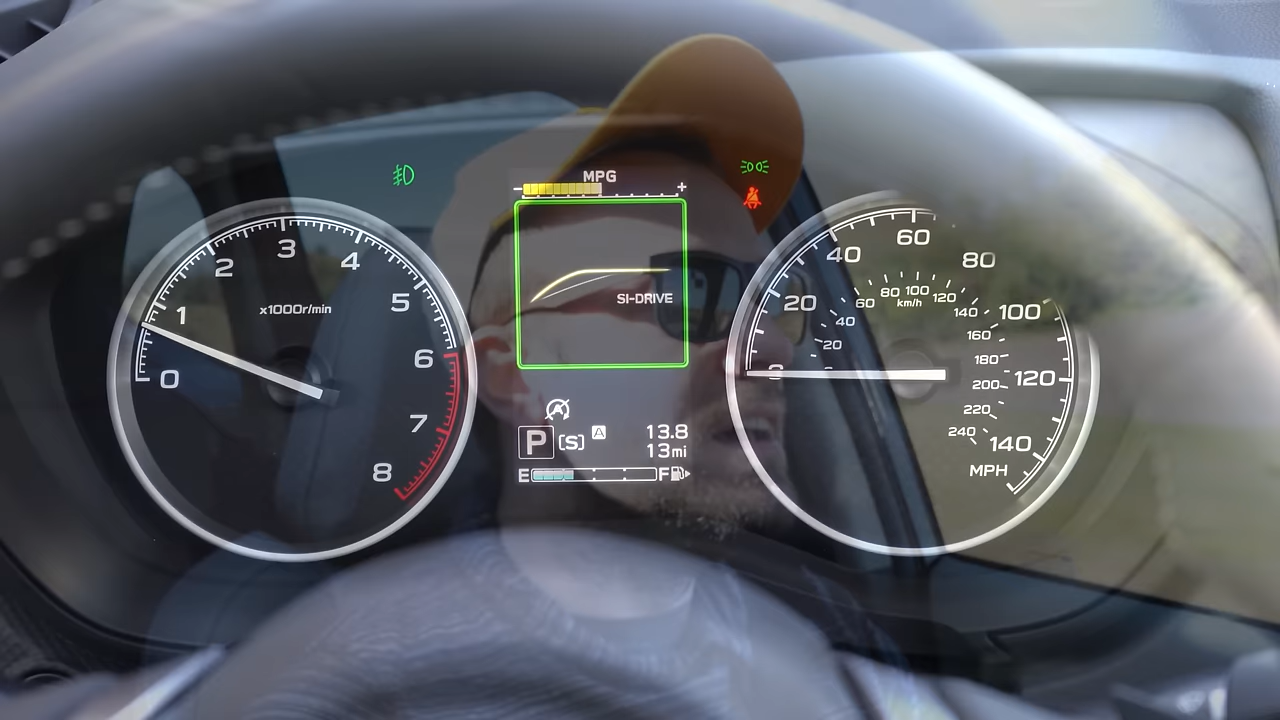 MPG
- +
0 1 2 3 4 5 6 7 8
x1000r/min
SI-DRIVE
P [S] A 13.8
13mi
E F
0 20 40 60 80 100 120 140
MPH
20 40 60 80 100 120 140 160 180 200 220 240
km/h